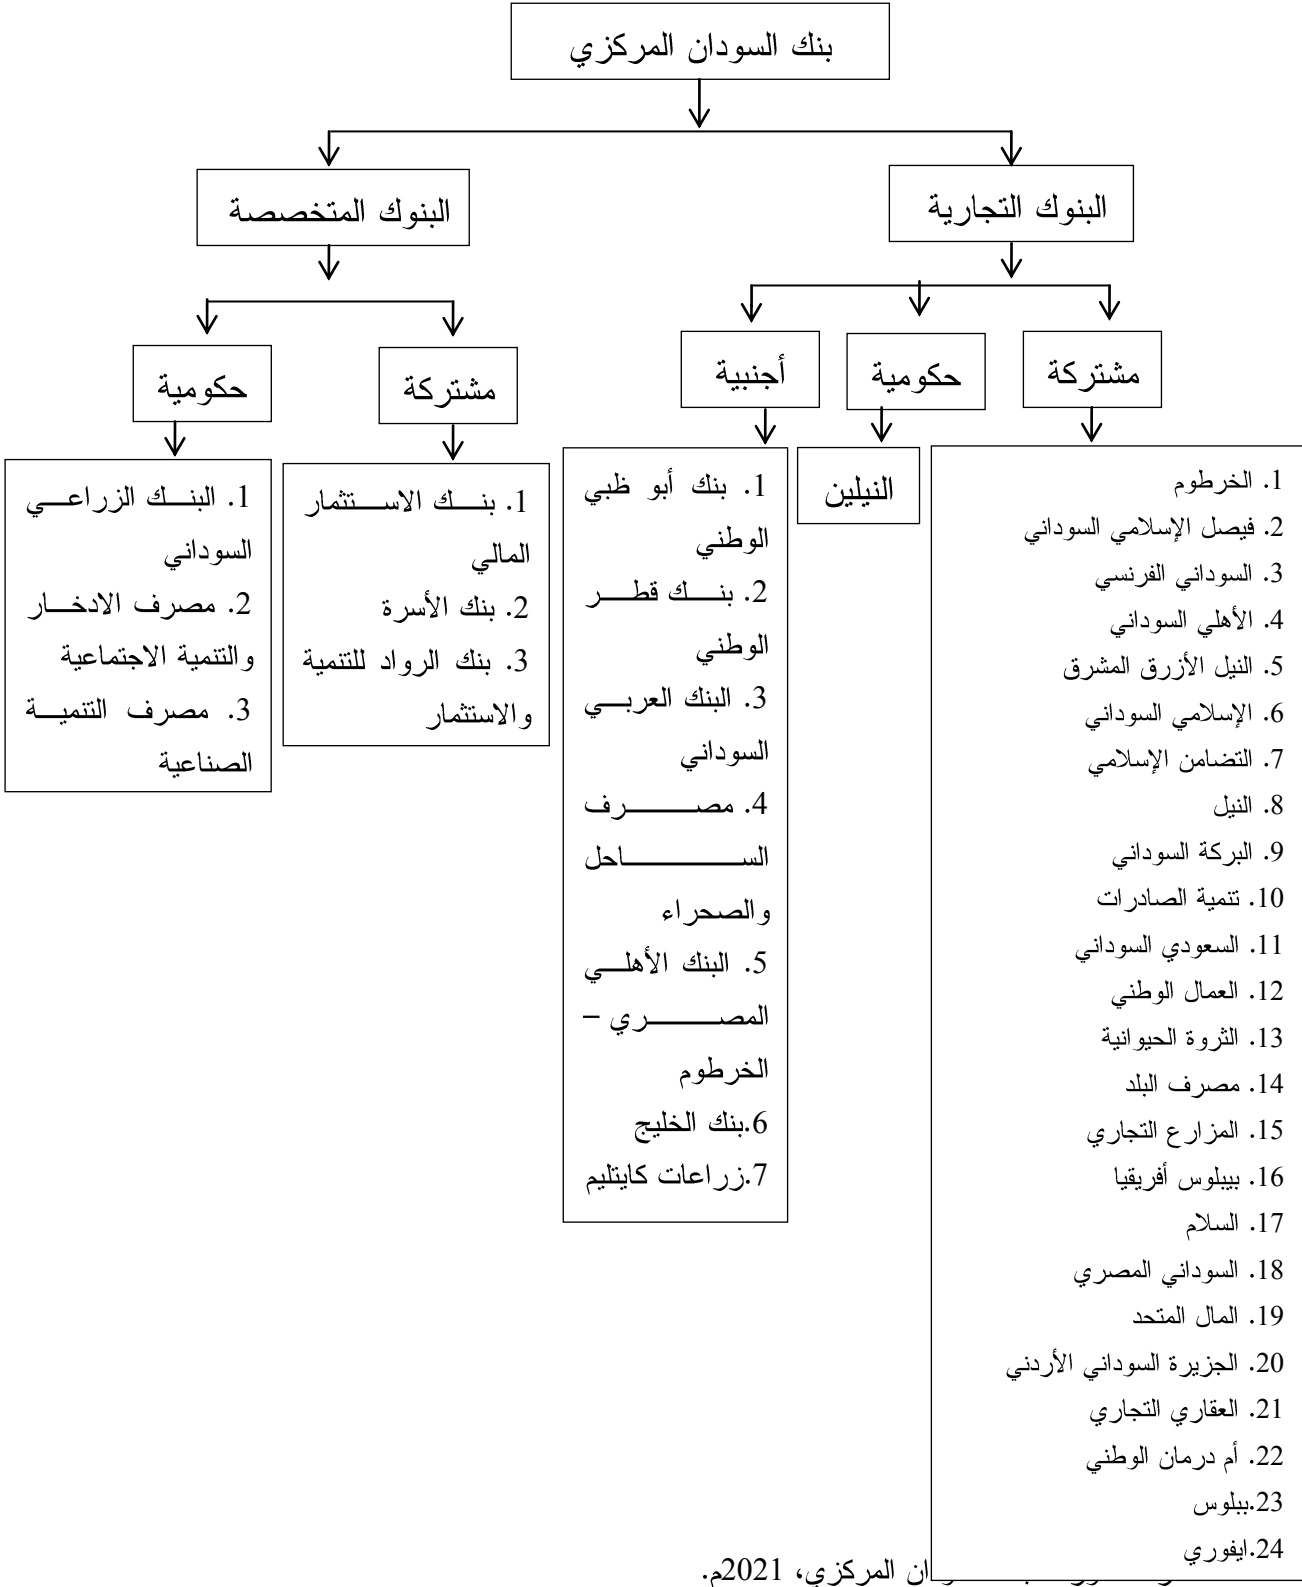 بنك السودان المركزي
البنوك التجارية
البنوك المتخصصة
مشتركة
حكومية
أجنبية
مشتركة
حكومية
1. الخرطوم
2. فيصل الإسلامي السوداني
3. السوداني الفرنسي
4. الأهلي السوداني
5. النيل الأزرق المشرق
6. الإسلامي السوداني
7. التضامن الإسلامي
8. النيل
9. البركة السوداني
10. تنمية الصادرات
11. السعودي السوداني
12. العمال الوطني
13. الثروة الحيوانية
14. مصرف البلد
15. المزارع التجاري
16. بيبلوس أفريقيا
17. السلام
18. السوداني المصري
19. المال المتحد
20. الجزيرة السوداني الأردني
21. العقاري التجاري
22. أم درمان الوطني
23.ببلوس
24.ايفوري
النيلين
1. بنك أبو ظبي
الوطني
2. بنك قطر
الوطني
3. البنك العربي
السوداني
4. مصرف
الساحل
والصحراء
5. البنك الأهلي
المصري –
الخرطوم
6.بنك الخليج
7.زراعات كايتليم
1. بنك الاستثمار
المالي
2. بنك الأسرة
3. بنك الرواد للتنمية
والاستثمار
1. البنك الزراعي
السوداني
2. مصرف الادخار
والتنمية الاجتماعية
3. مصرف التنمية
الصناعية
المركزي، 2021م.